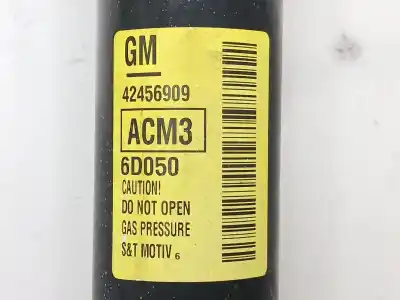 GM
42456909
ACM3
6D050
CAUTION!
DO NOT OPEN
GAS PRESSURE
S&T MOTIV 6